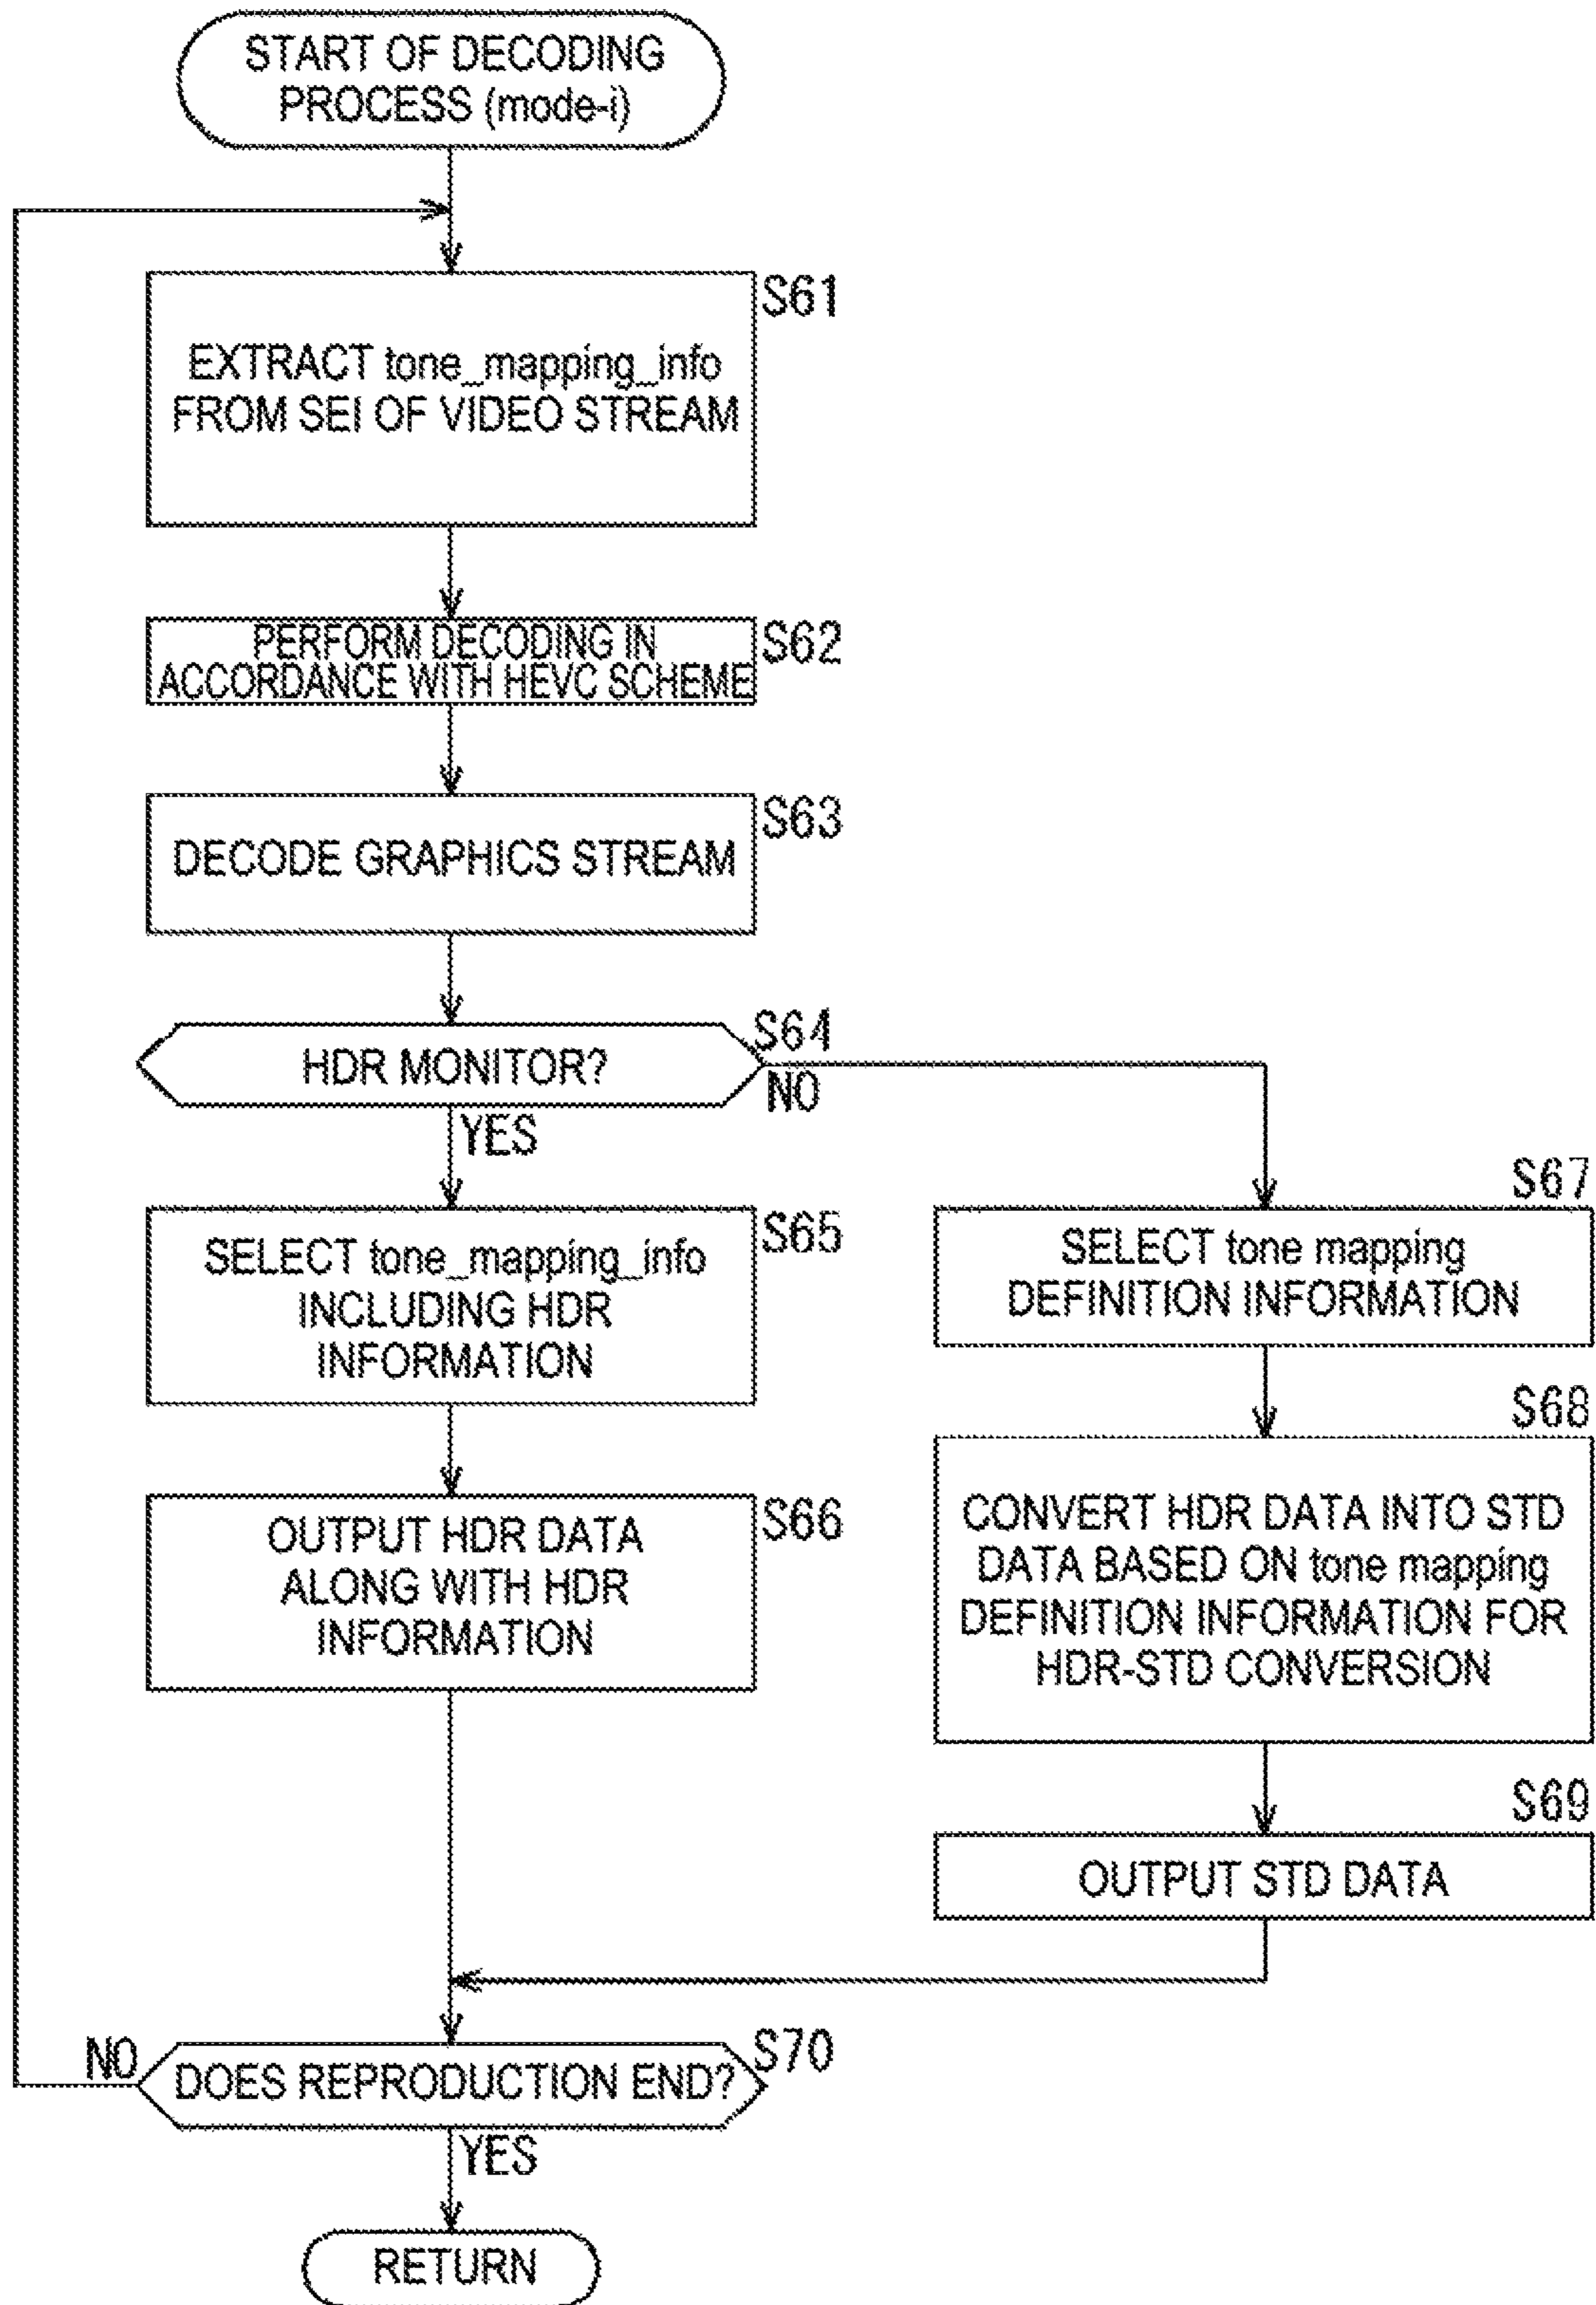 START OF DECODING
PROCESS (mode-i)
S61
EXTRACT tone_mapping_info
FROM SEI OF VIDEO STREAM
S62
PERFORM DECODING IN
ACCORDANCE WITH HEVC SCHEME
S63
DECODE GRAPHICS STREAM
S64
HDR MONITOR?
NO
YES
S65
SELECT tone_mapping_info
INCLUDING HDR
INFORMATION
S66
OUTPUT HDR DATA
ALONG WITH HDR
INFORMATION
S67
SELECT tone mapping
DEFINITION INFORMATION
S68
CONVERT HDR DATA INTO STD
DATA BASED ON tone mapping
DEFINITION INFORMATION FOR
HDR-STD CONVERSION
S69
OUTPUT STD DATA
S70
NO
DOES REPRODUCTION END?
YES
RETURN